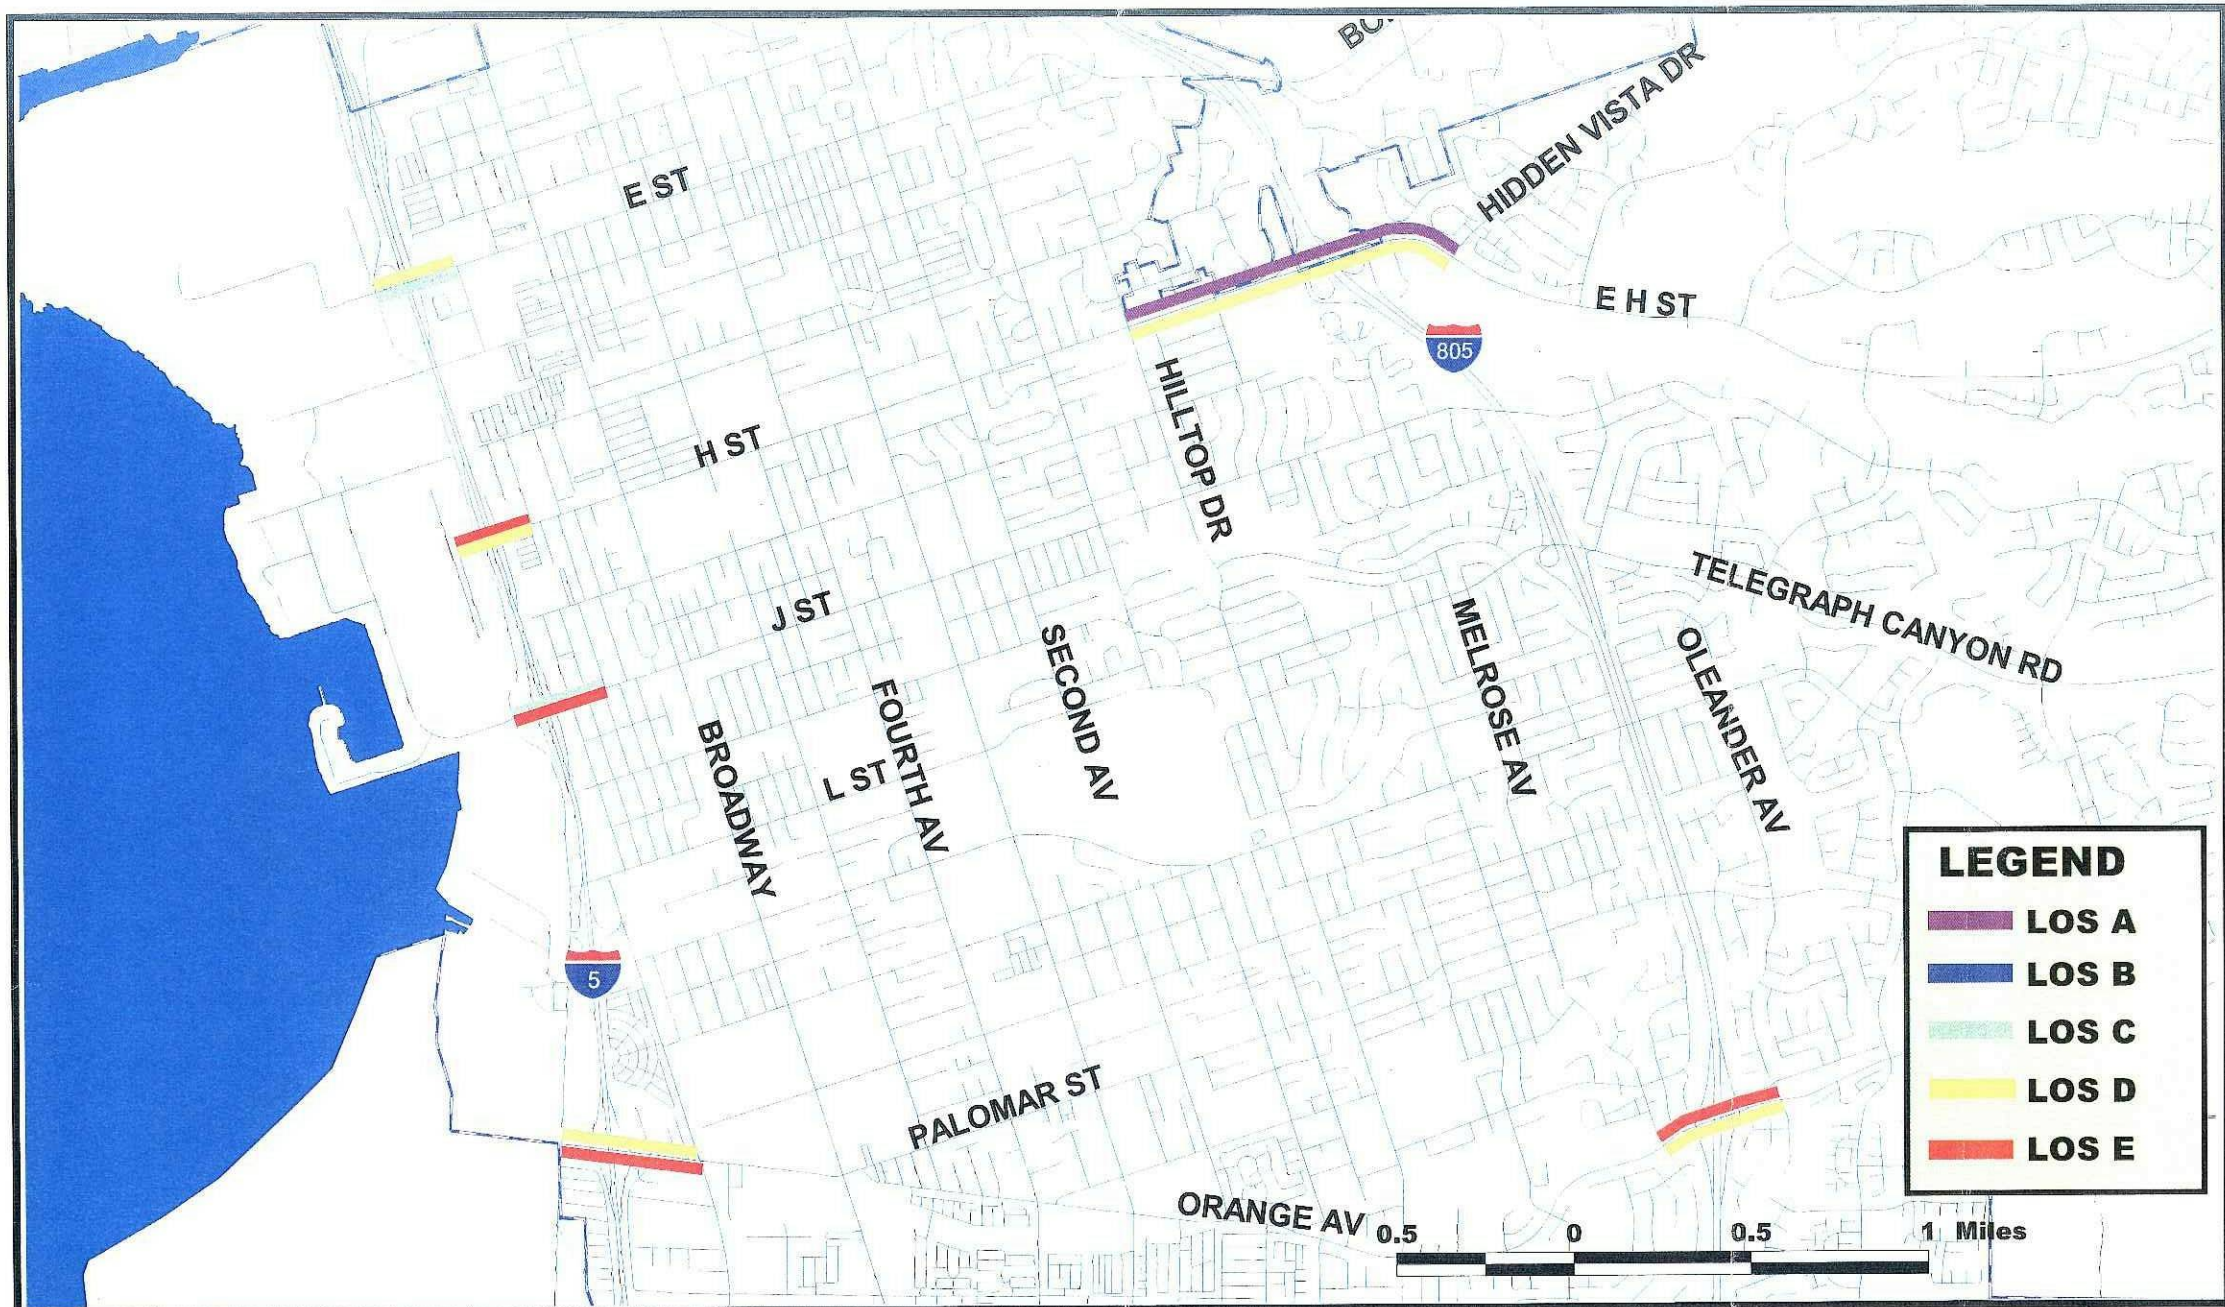 HIDDEN VISTA DR
E ST
E H ST
805
H ST
HILLTOP DR
J ST
TELEGRAPH CANYON RD
SECOND AV
MELROSE AV
OLEANDER AV
FOURTH AV
BROADWAY
L ST
5
PALOMAR ST
ORANGE AV
LEGEND
LOS A
LOS B
LOS C
LOS D
LOS E
0.5 0 0.5 1 Miles